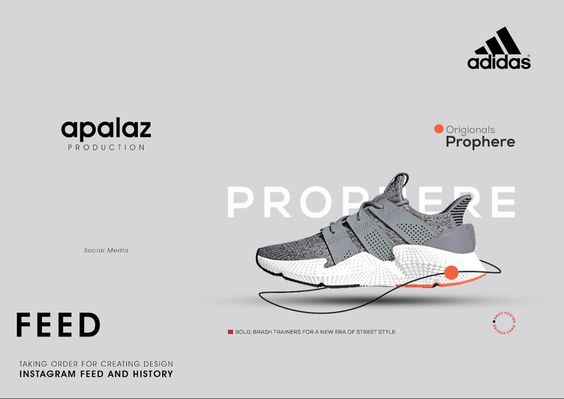 adidas
apalaz
PRODUCTION
Origionals
Prophere
PROPHERE
Social Media
FEED
BOLD, BRASH TRAINERS FOR A NEW ERA OF STREET STYLE.
TAKING ORDER FOR CREATING DESIGN
INSTAGRAM FEED AND HISTORY